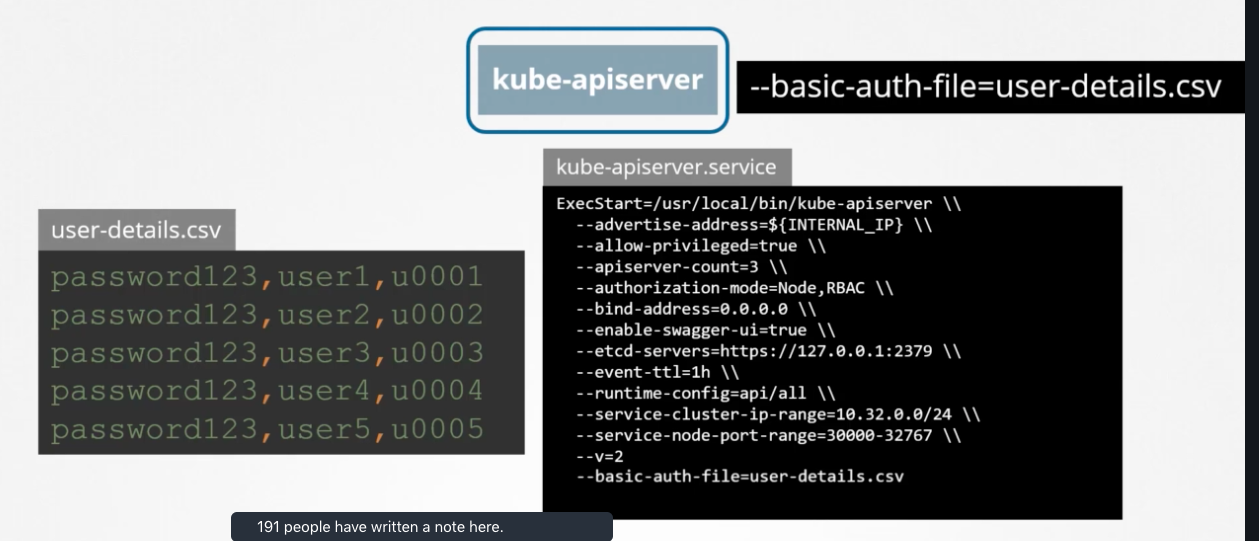 kube-apiserver
--basic-auth-file=user-details.csv
kube-apiserver.service
ExecStart=/usr/local/bin/kube-apiserver \\
--advertise-address=${INTERNAL_IP} \\
--allow-privileged=true \\
--apiserver-count=3 \\
--authorization-mode=Node,RBAC \\
--bind-address=0.0.0.0 \\
--enable-swagger-ui=true \\
--etcd-servers=https://127.0.0.1:2379 \\
--event-ttl=1h \\
--runtime-config=api/all \\
--service-cluster-ip-range=10.32.0.0/24 \\
--service-node-port-range=30000-32767 \\
--v=2
--basic-auth-file=user-details.csv
user-details.csv
password123,user1,u0001
password123,user2,u0002
password123,user3,u0003
password123,user4,u0004
password123,user5,u0005
191 people have written a note here.